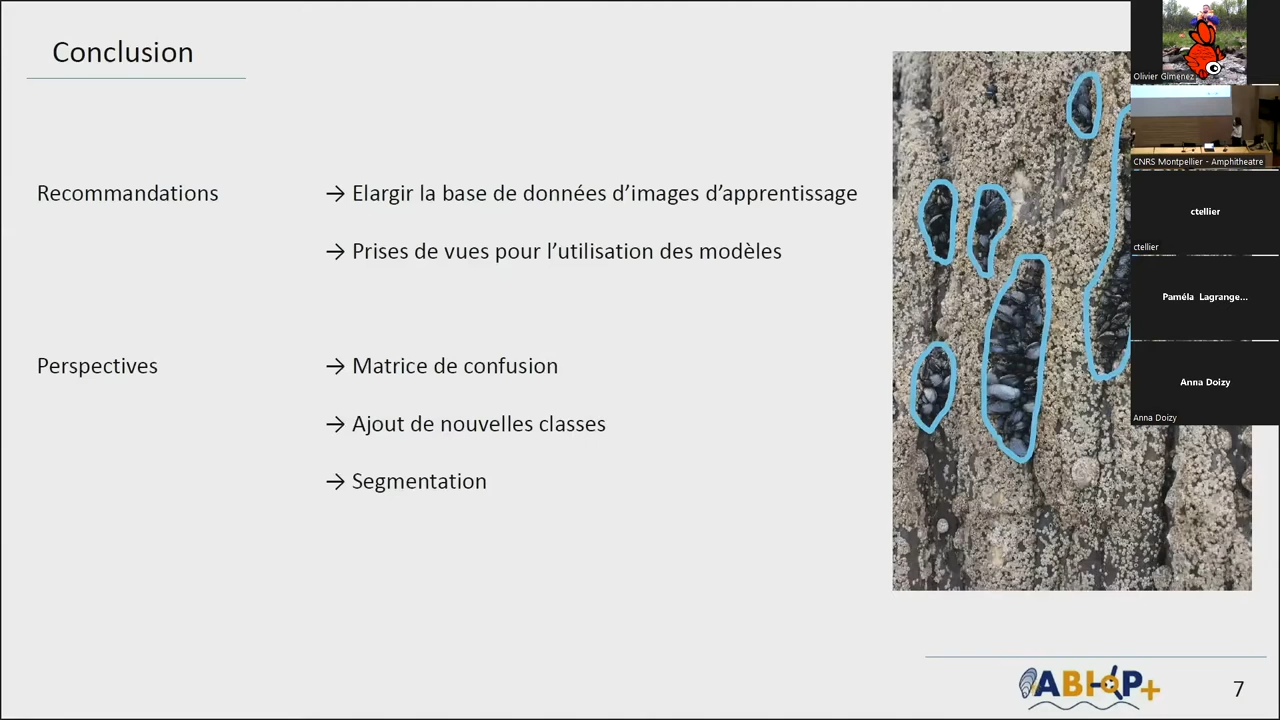 Conclusion
Recommandations
→ Elargir la base de données d’images d’apprentissage
→ Prises de vues pour l’utilisation des modèles
Perspectives
→ Matrice de confusion
→ Ajout de nouvelles classes
→ Segmentation
Olivier Gimenez
CNRS Montpellier - Amphitheatre
ctellier
ctellier
Paméla Lagrange...
Anna Doizy
Anna Doizy
ABIOP+
7